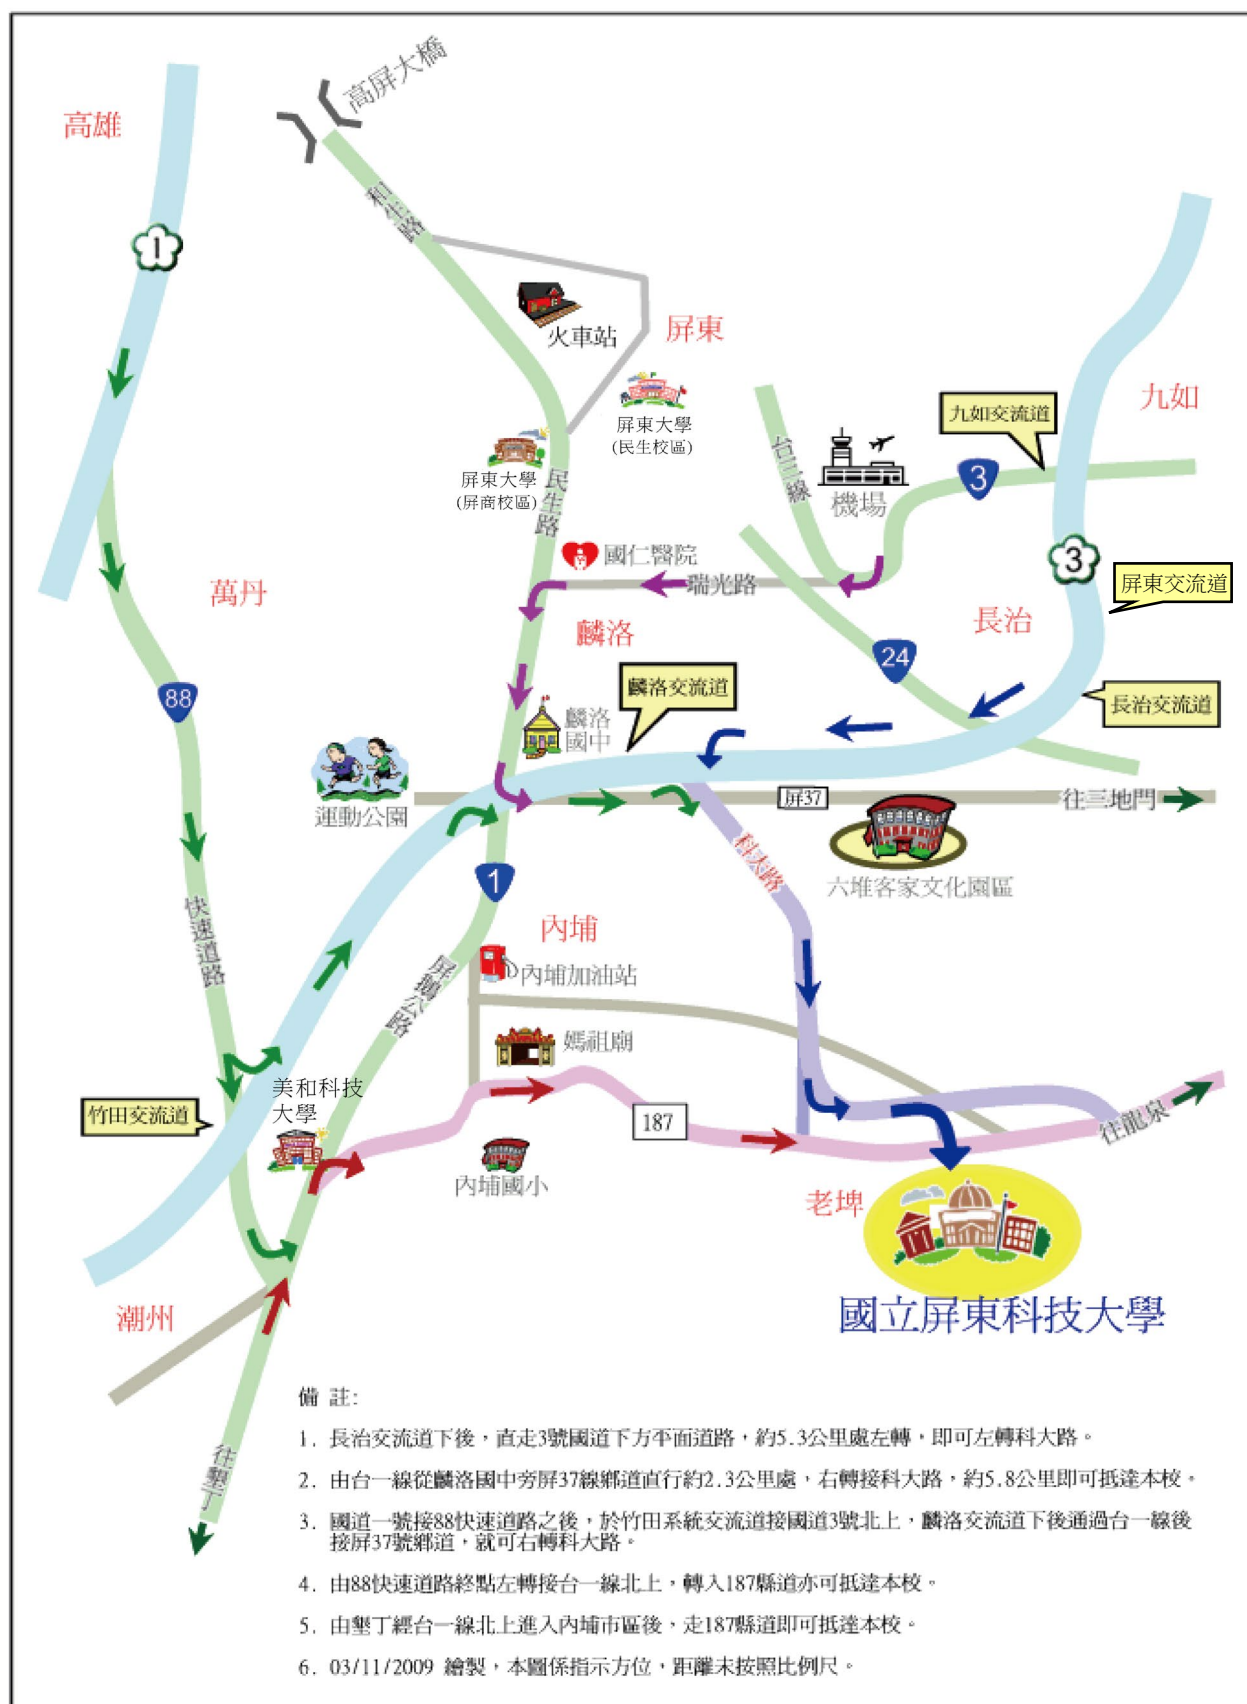 高屏大橋
高雄
1
和生路
火車站
屏東
屏東大學
(民生校區)
屏東大學
(屏商校區)
民生路
九如
九如交流道
台三線
機場
3
3
國仁醫院
瑞光路
屏東交流道
萬丹
麟洛
長治
24
88
麟洛交流道
長治交流道
麟洛
國中
運動公園
屏37
往三地門
科大路
六堆客家文化園區
1
快速道路
內埔
屏鵝公路
內埔加油站
媽祖廟
美和科技
大學
竹田交流道
187
往龍泉
內埔國小
老埤
國立屏東科技大學
潮州
往墾丁
備 註:
1. 長治交流道下後，直走3號國道下方平面道路，約5.3公里處左轉，即可左轉科大路。
2. 由台一線從麟洛國中旁屏37線鄉道直行約2.3公里處，右轉接科大路，約5.8公里即可抵達本校。
3. 國道一號接88快速道路之後，於竹田系統交流道接國道3號北上，麟洛交流道下後通過台一線後
接屏37號鄉道，就可右轉科大路。
4. 由88快速道路終點左轉接台一線北上，轉入187縣道亦可抵達本校。
5. 由墾丁經台一線北上進入內埔市區後，走187縣道即可抵達本校。
6. 03/11/2009 繪製，本圖係指示方位，距離未按照比例尺。